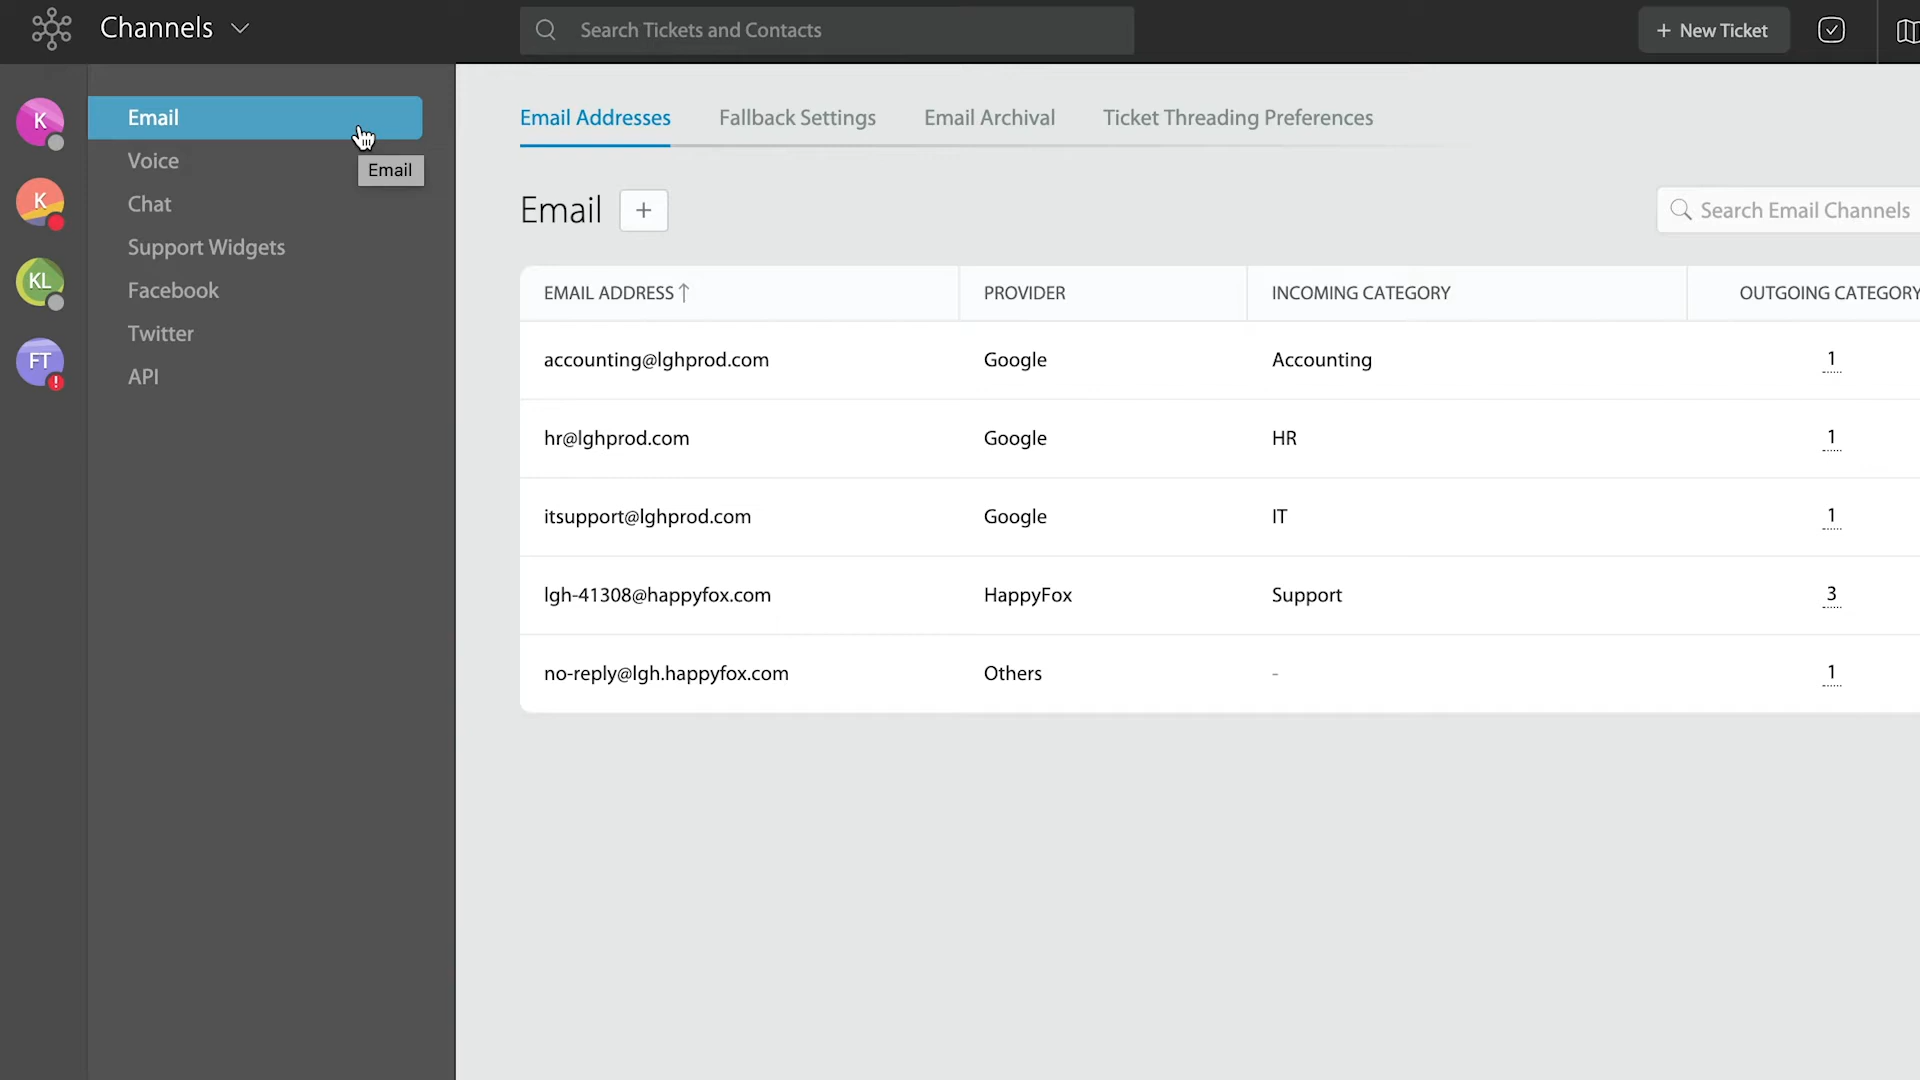 Channels
Search Tickets and Contacts
+ New Ticket
K
K
KL
FT
!
Email
Voice
Chat
Support Widgets
Facebook
Twitter
API
Email
Email Addresses
Fallback Settings
Email Archival
Ticket Threading Preferences
Email +
Search Email Channels
EMAIL ADDRESS PROVIDER INCOMING CATEGORY OUTGOING CATEGORY
accounting@lghprod.com Google Accounting 1
hr@lghprod.com Google HR 1
itsupport@lghprod.com Google IT 1
lgh-41308@happyfox.com HappyFox Support 3
no-reply@lgh.happyfox.com Others - 1